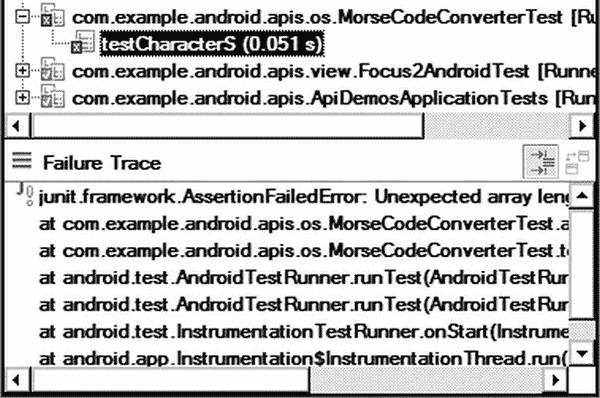 com.example.android.apis.os.MorseCodeConverterTest [Ru
testCharacterS (0.051 s)
com.example.android.apis.view.Focus2AndroidTest [Runne
com.example.android.apis.ApiDemosApplicationTests [Run
Failure Trace
junit.framework.AssertionFailedError: Unexpected array leng
at com.example.android.apis.os.MorseCodeConverterTest.a
at com.example.android.apis.os.MorseCodeConverterTest.t
at android.test.AndroidTestRunner.runTest(AndroidTestRur
at android.test.AndroidTestRunner.runTest(AndroidTestRur
at android.test.InstrumentationTestRunner.onStart(Instrume
at android.app.Instrumentation$InstrumentationThread.run(